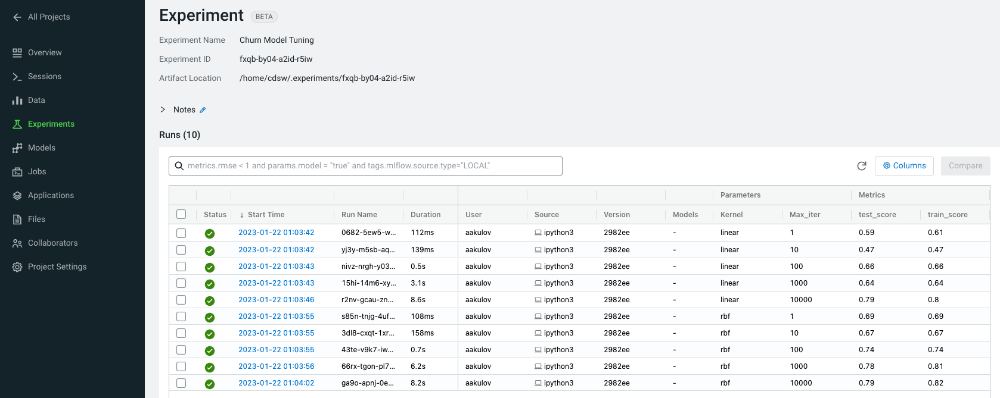 All Projects
Overview
Sessions
Data
Experiments
Models
Jobs
Applications
Files
Collaborators
Project Settings
Experiment BETA
Experiment Name Churn Model Tuning
Experiment ID fxqb-by04-a2id-r5iw
Artifact Location /home/cdsw/.experiments/fxqb-by04-a2id-r5iw
Notes
Runs (10)
metrics.rmse < 1 and params.model = "true" and tags.mlflow.source.type="LOCAL"
Columns Compare
Parameters Metrics
Status ↓ Start Time Run Name Duration User Source Version Models Kernel Max_iter test_score train_score
2023-01-22 01:03:42 0682-5ew5-w... 112ms aakulov ipython3 2982ee - linear 1 0.59 0.61
2023-01-22 01:03:42 yj3y-m5sb-aq... 139ms aakulov ipython3 2982ee - linear 10 0.47 0.47
2023-01-22 01:03:43 nivz-nrgh-y03... 0.5s aakulov ipython3 2982ee - linear 100 0.66 0.66
2023-01-22 01:03:43 15hi-14m6-xy... 3.1s aakulov ipython3 2982ee - linear 1000 0.64 0.64
2023-01-22 01:03:46 r2nv-gcau-zn... 8.6s aakulov ipython3 2982ee - linear 10000 0.79 0.8
2023-01-22 01:03:55 s85n-tnjg-4uf... 108ms aakulov ipython3 2982ee - rbf 1 0.69 0.69
2023-01-22 01:03:55 3dl8-cxqt-1xr... 158ms aakulov ipython3 2982ee - rbf 10 0.67 0.67
2023-01-22 01:03:55 43te-v9k7-iw... 0.7s aakulov ipython3 2982ee - rbf 100 0.74 0.74
2023-01-22 01:03:56 66rx-tgon-pl7... 6.2s aakulov ipython3 2982ee - rbf 1000 0.78 0.81
2023-01-22 01:04:02 ga9o-apnj-0e... 8.2s aakulov ipython3 2982ee - rbf 10000 0.79 0.82